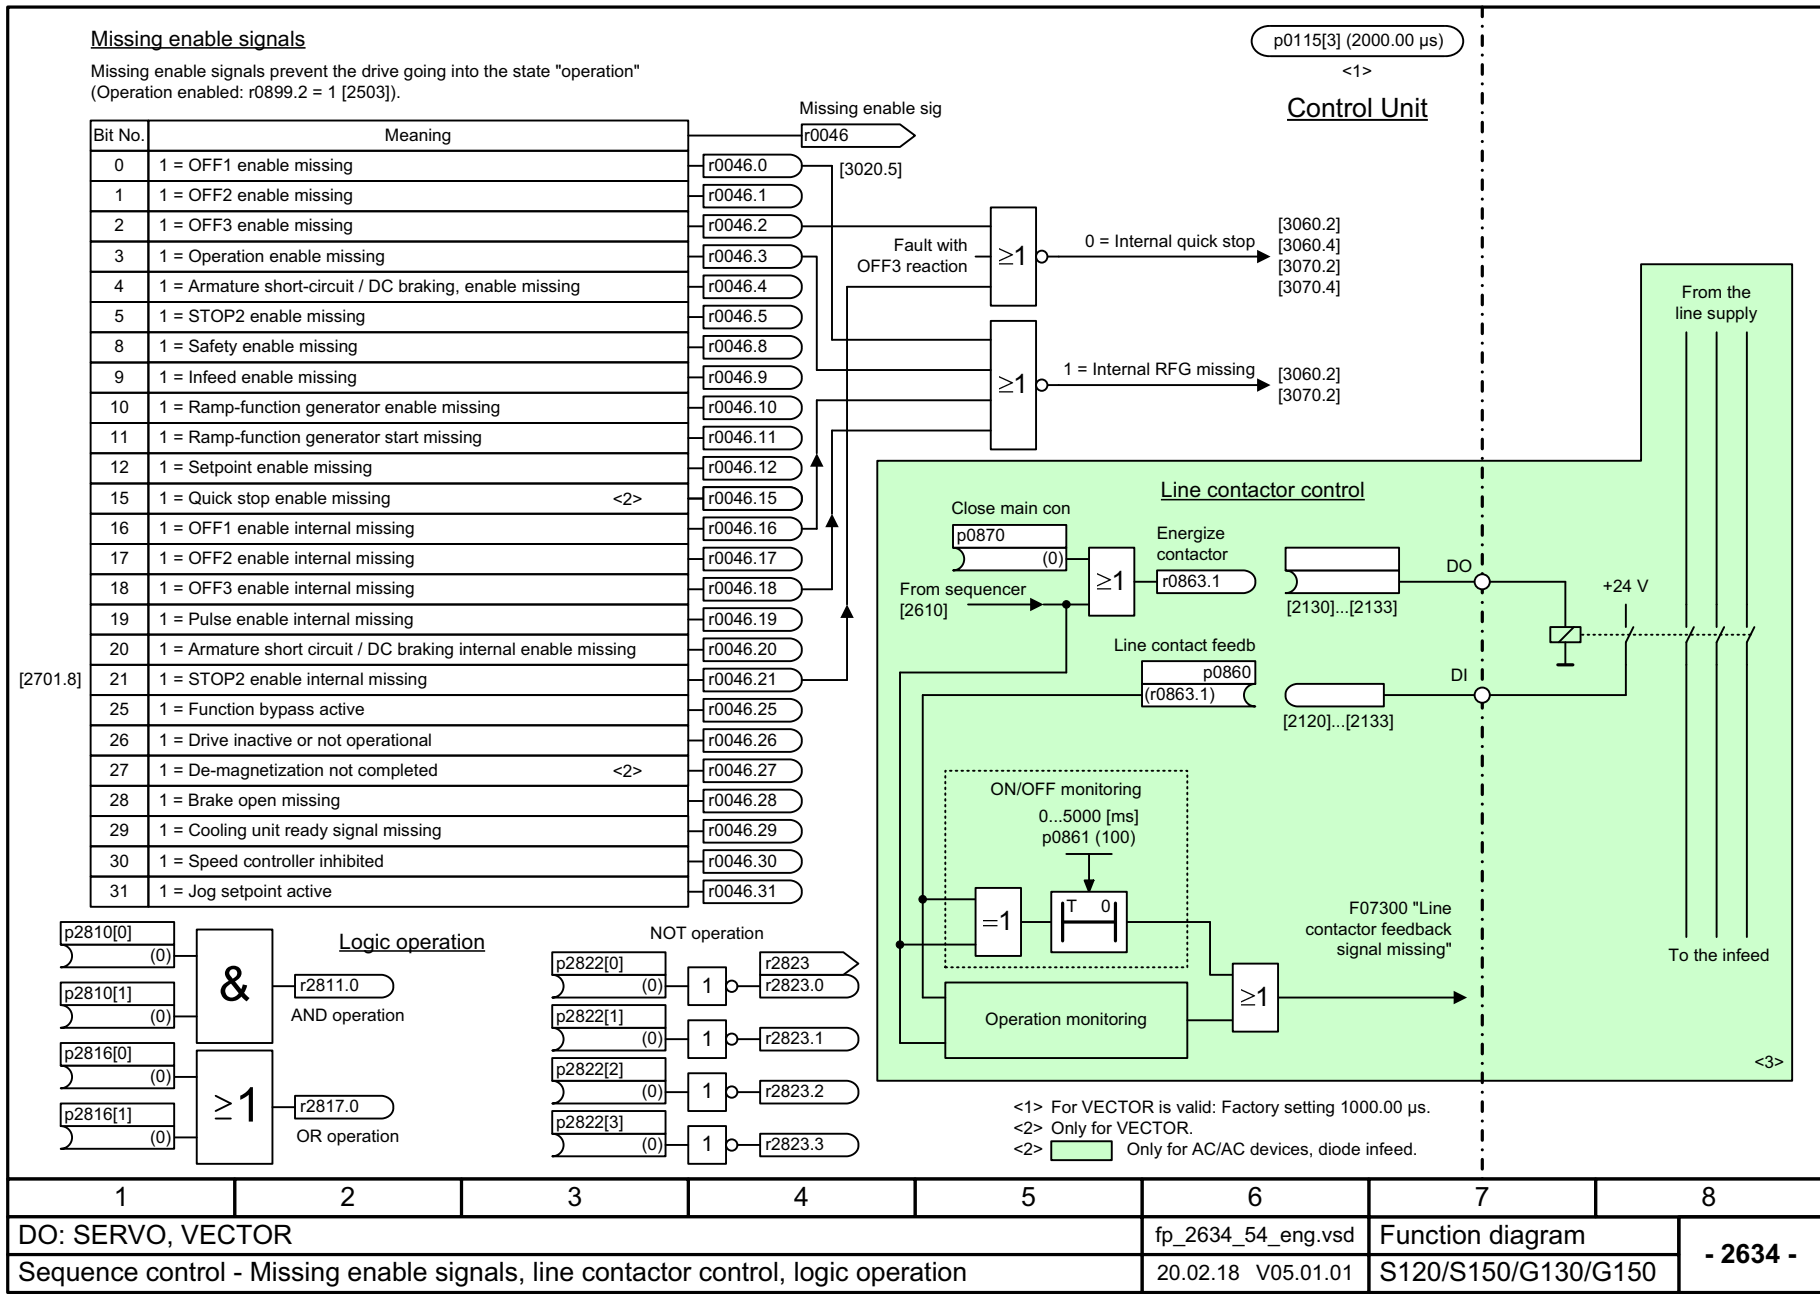 Missing enable signals
Missing enable signals prevent the drive going into the state "operation"
(Operation enabled: r0899.2 = 1 [2503]).
p0115[3] (2000.00 µs)
<1>
Control Unit
Missing enable sig
r0046
Bit No. Meaning
0 1 = OFF1 enable missing r0046.0 [3020.5]
1 1 = OFF2 enable missing r0046.1
2 1 = OFF3 enable missing r0046.2
3 1 = Operation enable missing r0046.3
4 1 = Armature short-circuit / DC braking, enable missing r0046.4
5 1 = STOP2 enable missing r0046.5
8 1 = Safety enable missing r0046.8
9 1 = Infeed enable missing r0046.9
10 1 = Ramp-function generator enable missing r0046.10
11 1 = Ramp-function generator start missing r0046.11
12 1 = Setpoint enable missing r0046.12
15 1 = Quick stop enable missing <2> r0046.15
16 1 = OFF1 enable internal missing r0046.16
17 1 = OFF2 enable internal missing r0046.17
18 1 = OFF3 enable internal missing r0046.18
19 1 = Pulse enable internal missing r0046.19
20 1 = Armature short circuit / DC braking internal enable missing r0046.20
[2701.8] 21 1 = STOP2 enable internal missing r0046.21
25 1 = Function bypass active r0046.25
26 1 = Drive inactive or not operational r0046.26
27 1 = De-magnetization not completed <2> r0046.27
28 1 = Brake open missing r0046.28
29 1 = Cooling unit ready signal missing r0046.29
30 1 = Speed controller inhibited r0046.30
31 1 = Jog setpoint active r0046.31
Fault with
OFF3 reaction
≥1
0 = Internal quick stop
[3060.2]
[3060.4]
[3070.2]
[3070.4]
≥1
1 = Internal RFG missing
[3060.2]
[3070.2]
From the
line supply
Line contactor control
Close main con
p0870
(0)
From sequencer
[2610]
≥1
Energize
contactor
r0863.1
[2130]...[2133]
DO
+24 V
Line contact feedb
p0860
(r0863.1)
[2120]...[2133]
DI
ON/OFF monitoring
0...5000 [ms]
p0861 (100)
=1
T 0
Operation monitoring
≥1
F07300 "Line
contactor feedback
signal missing"
To the infeed
<3>
Logic operation
p2810[0]
(0)
p2810[1]
(0)
&
r2811.0
AND operation
p2816[0]
(0)
p2816[1]
(0)
≥1
r2817.0
OR operation
NOT operation
p2822[0]
(0)
1
r2823
r2823.0
p2822[1]
(0)
1
r2823.1
p2822[2]
(0)
1
r2823.2
p2822[3]
(0)
1
r2823.3
<1> For VECTOR is valid: Factory setting 1000.00 µs.
<2> Only for VECTOR.
<2> Only for AC/AC devices, diode infeed.
1 2 3 4 5 6 7 8
DO: SERVO, VECTOR fp_2634_54_eng.vsd Function diagram
- 2634 -
Sequence control - Missing enable signals, line contactor control, logic operation 20.02.18 V05.01.01 S120/S150/G130/G150